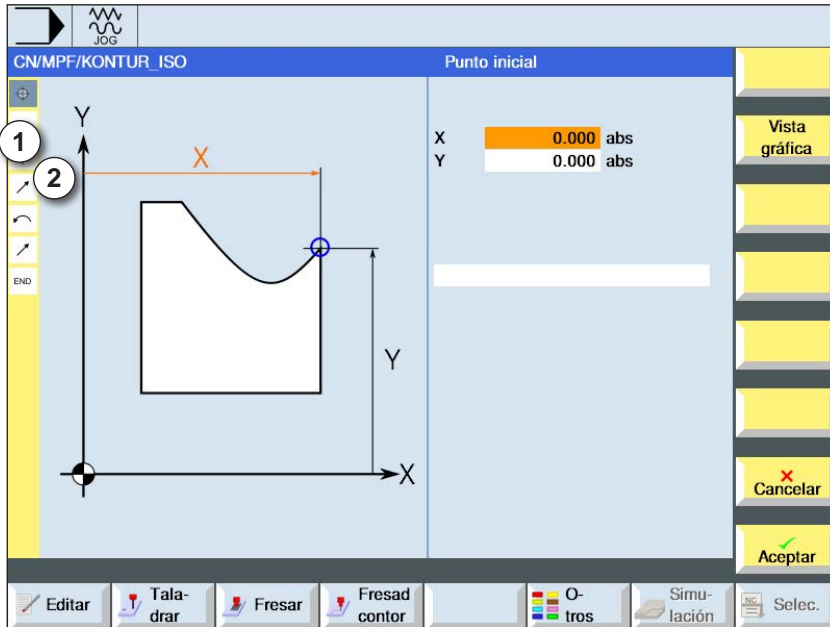 JOG
CN/MPF/KONTUR_ISO
Punto inicial
Y
X
1
2
END
Y
X
X 0.000 abs
Y 0.000 abs
Vista
gráfica
Cancelar
Aceptar
Editar
Tala-
drar
Fresar
Fresad
contor
O-
tros
Simu-
lación
NC
Selec.